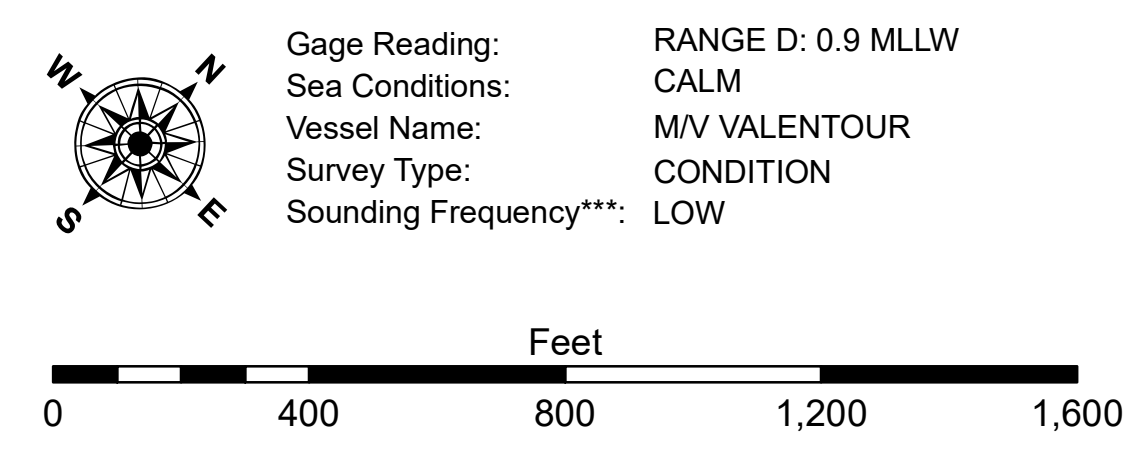 W
N
S
E
Gage Reading: RANGE D: 0.9 MLLW
Sea Conditions: CALM
Vessel Name: M/V VALENTOUR
Survey Type: CONDITION
Sounding Frequency***: LOW
Feet
0 400 800 1,200 1,600